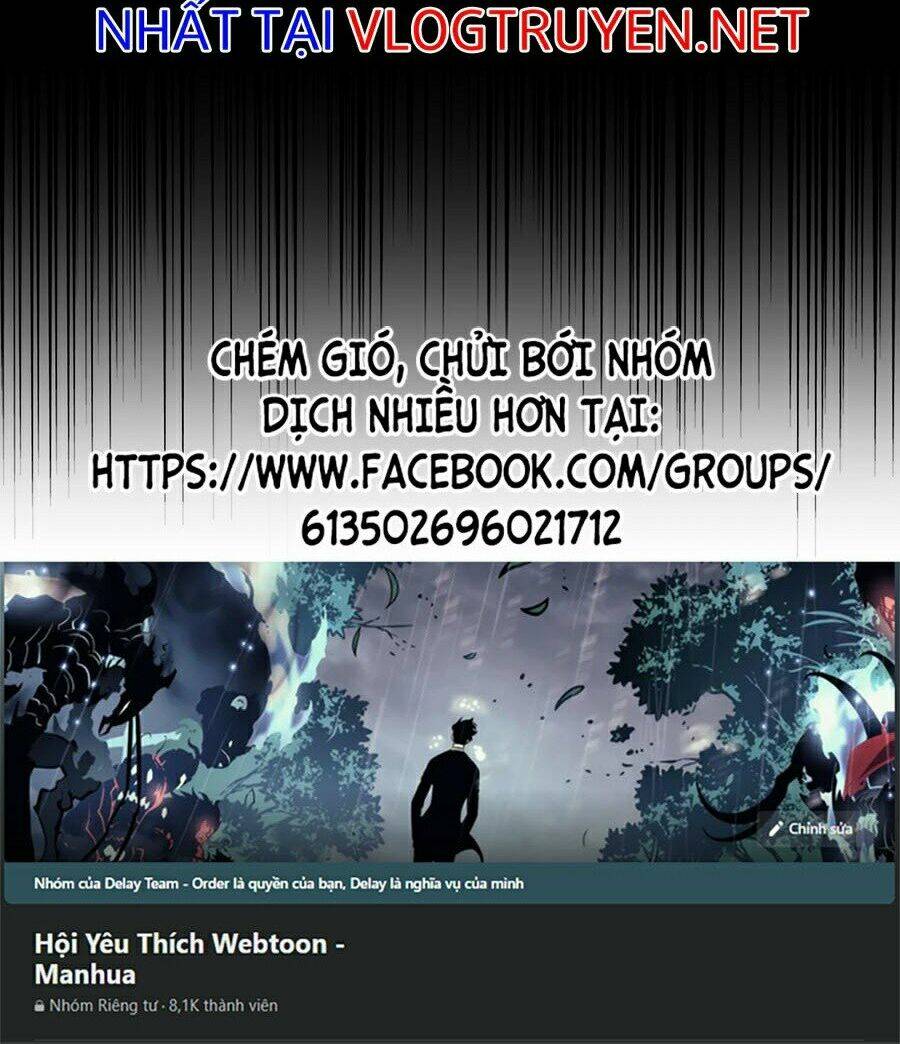 NHẤT TẠI VLOGTRUYEN.NET
CHÉM GIÓ, CHỬI BỚI NHÓM
DỊCH NHIỀU HƠN TẠI:
HTTPS://WWW.FACEBOOK.COM/GROUPS/
613502696021712
Chỉnh sửa
Nhóm của Delay Team - Order là quyền của bạn, Delay là nghĩa vụ của mình
Hội Yêu Thích Webtoon -
Manhua
Nhóm Riêng tư · 8,1K thành viên